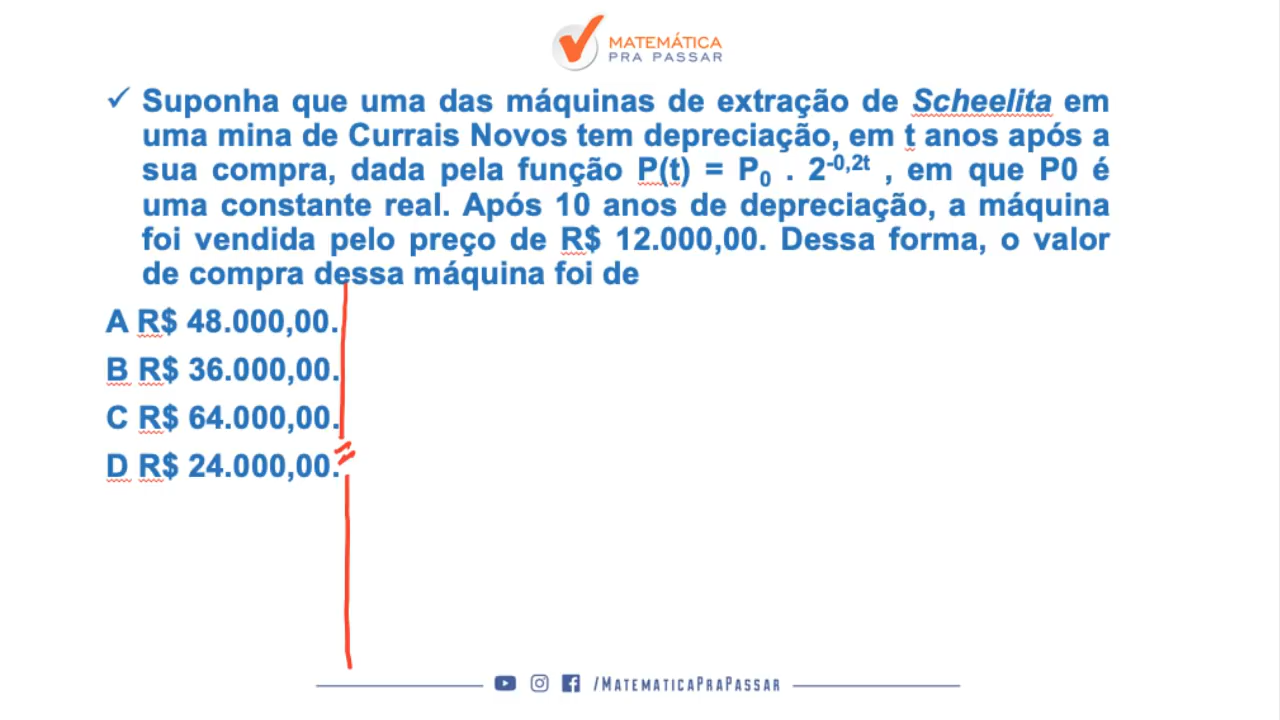 MATEMÁTICA
PRA PASSAR
✓ Suponha que uma das máquinas de extração de Scheelita em
uma mina de Currais Novos tem depreciação, em t anos após a
sua compra, dada pela função P(t) = P₀ . 2⁻⁰,²ᵗ , em que P0 é
uma constante real. Após 10 anos de depreciação, a máquina
foi vendida pelo preço de R$ 12.000,00. Dessa forma, o valor
de compra dessa máquina foi de
A R$ 48.000,00.
B R$ 36.000,00.
C R$ 64.000,00.
D R$ 24.000,00.
/MATEMATICAPRAPASSAR